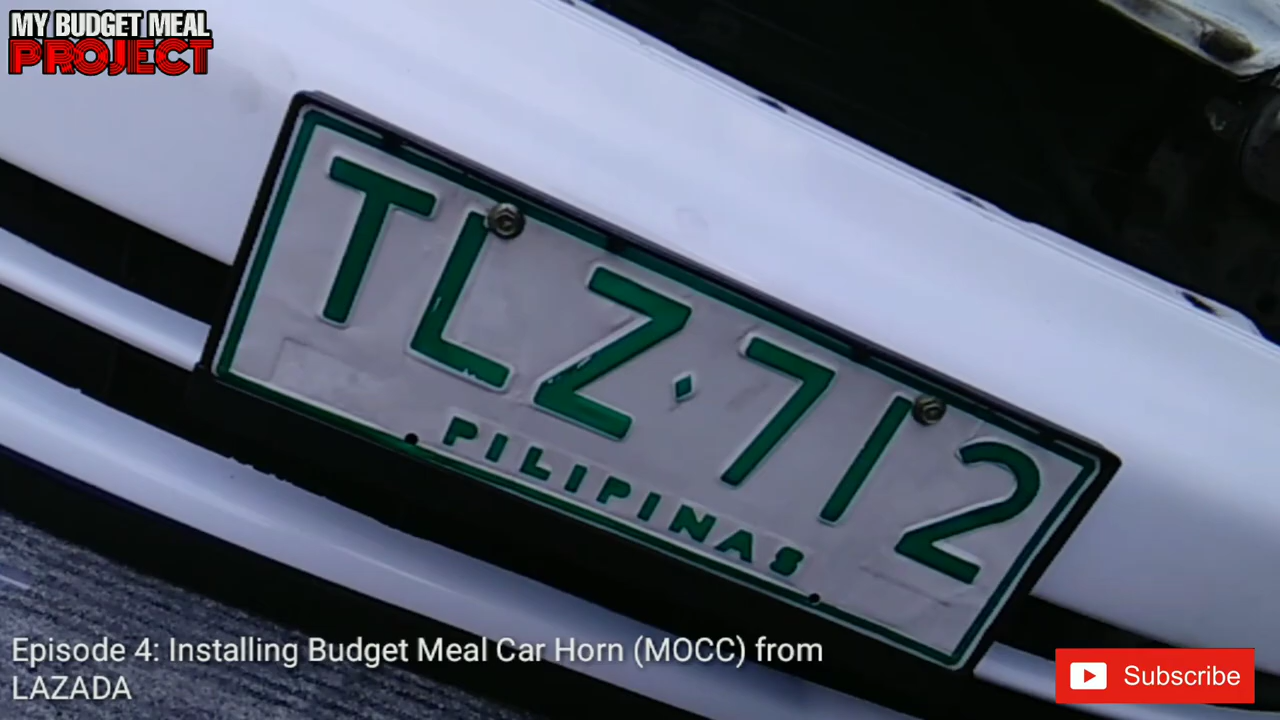 MY BUDGET MEAL
PROJECT
TLZ·712
PILIPINAS
Episode 4: Installing Budget Meal Car Horn (MOCC) from
LAZADA
Subscribe